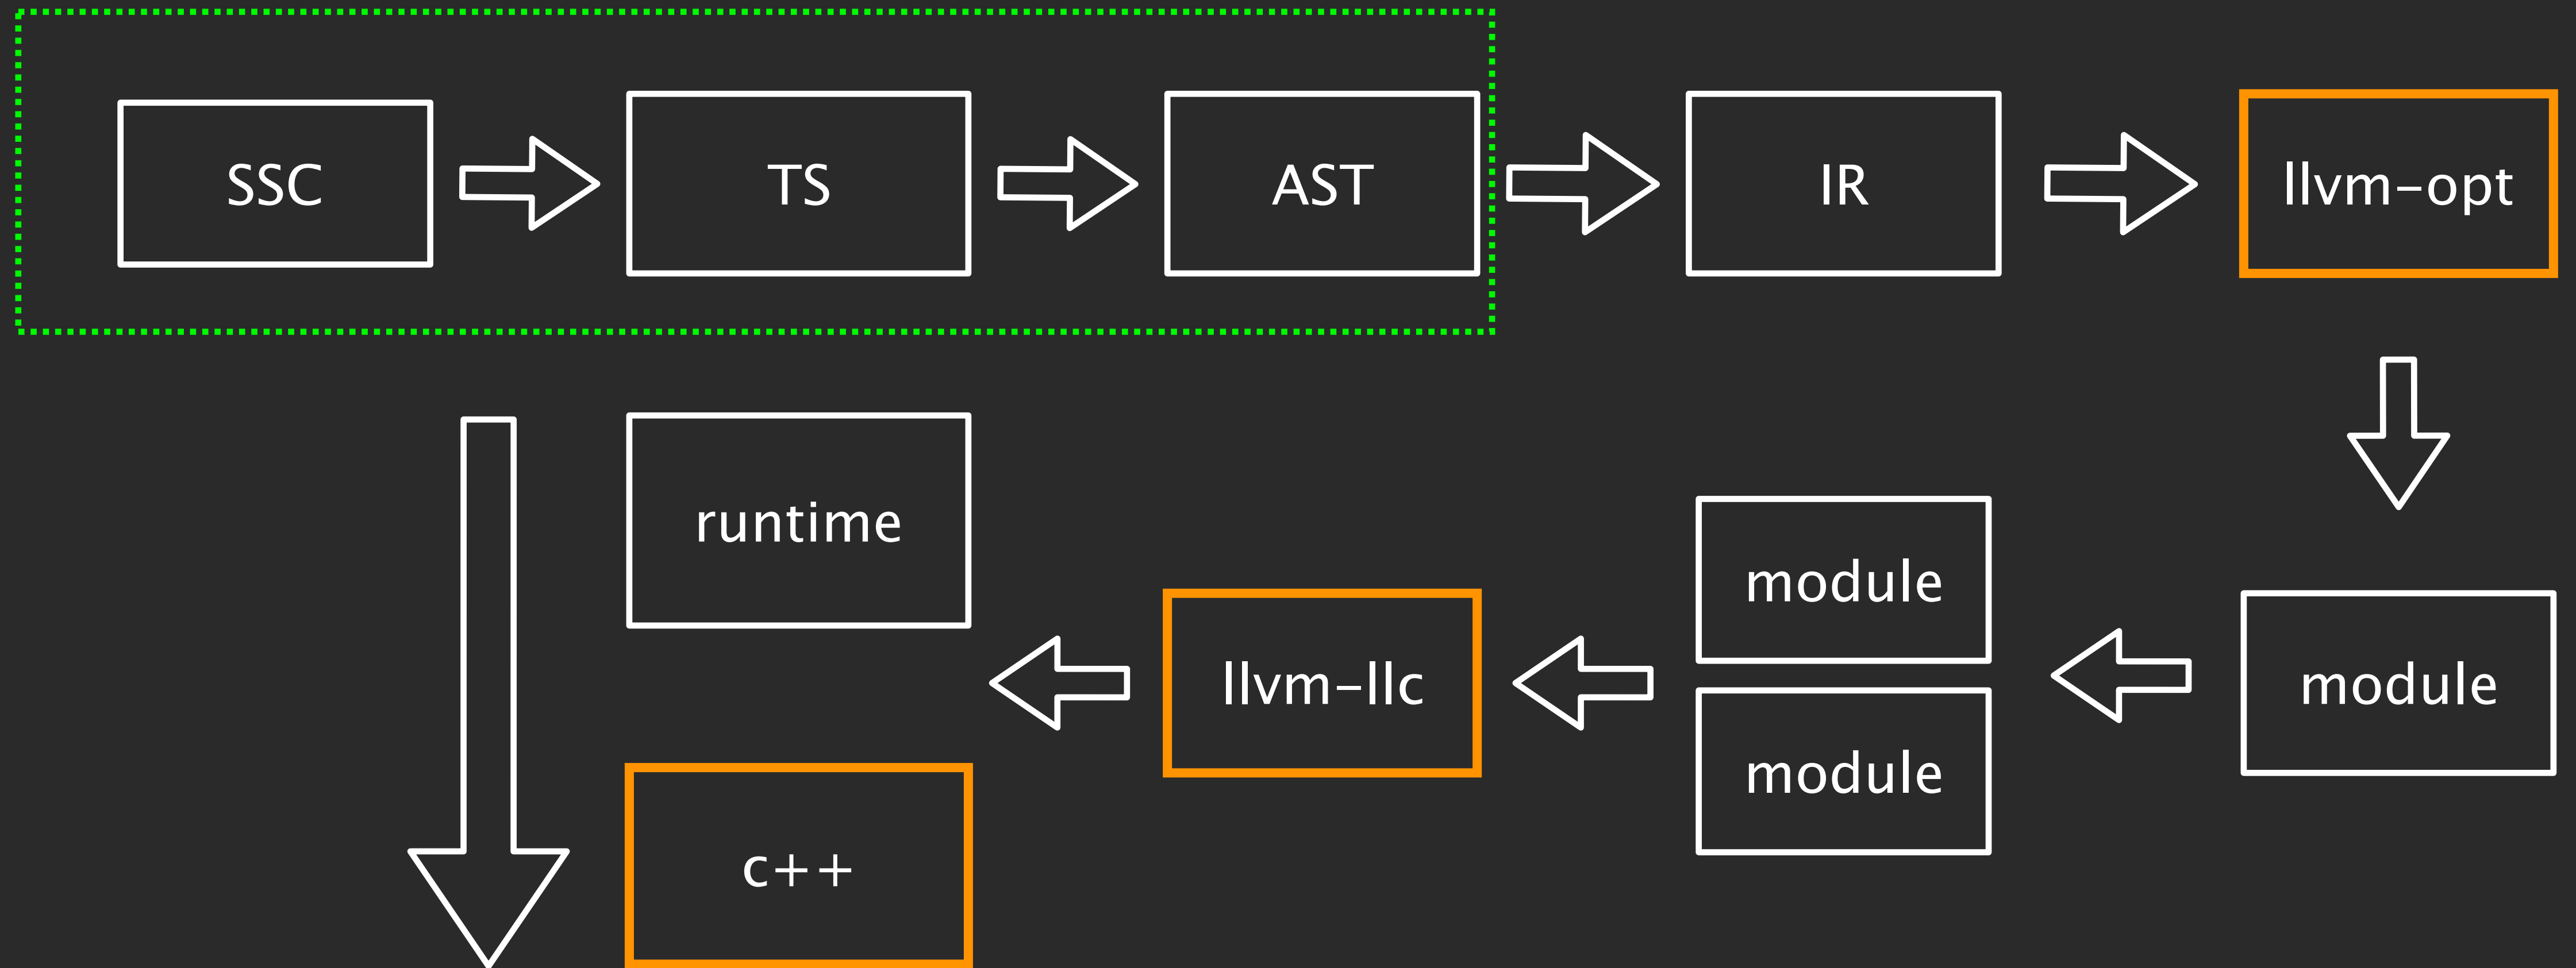 SSC
TS
AST
IR
llvm-opt
runtime
module
llvm-llc
module
module
c++